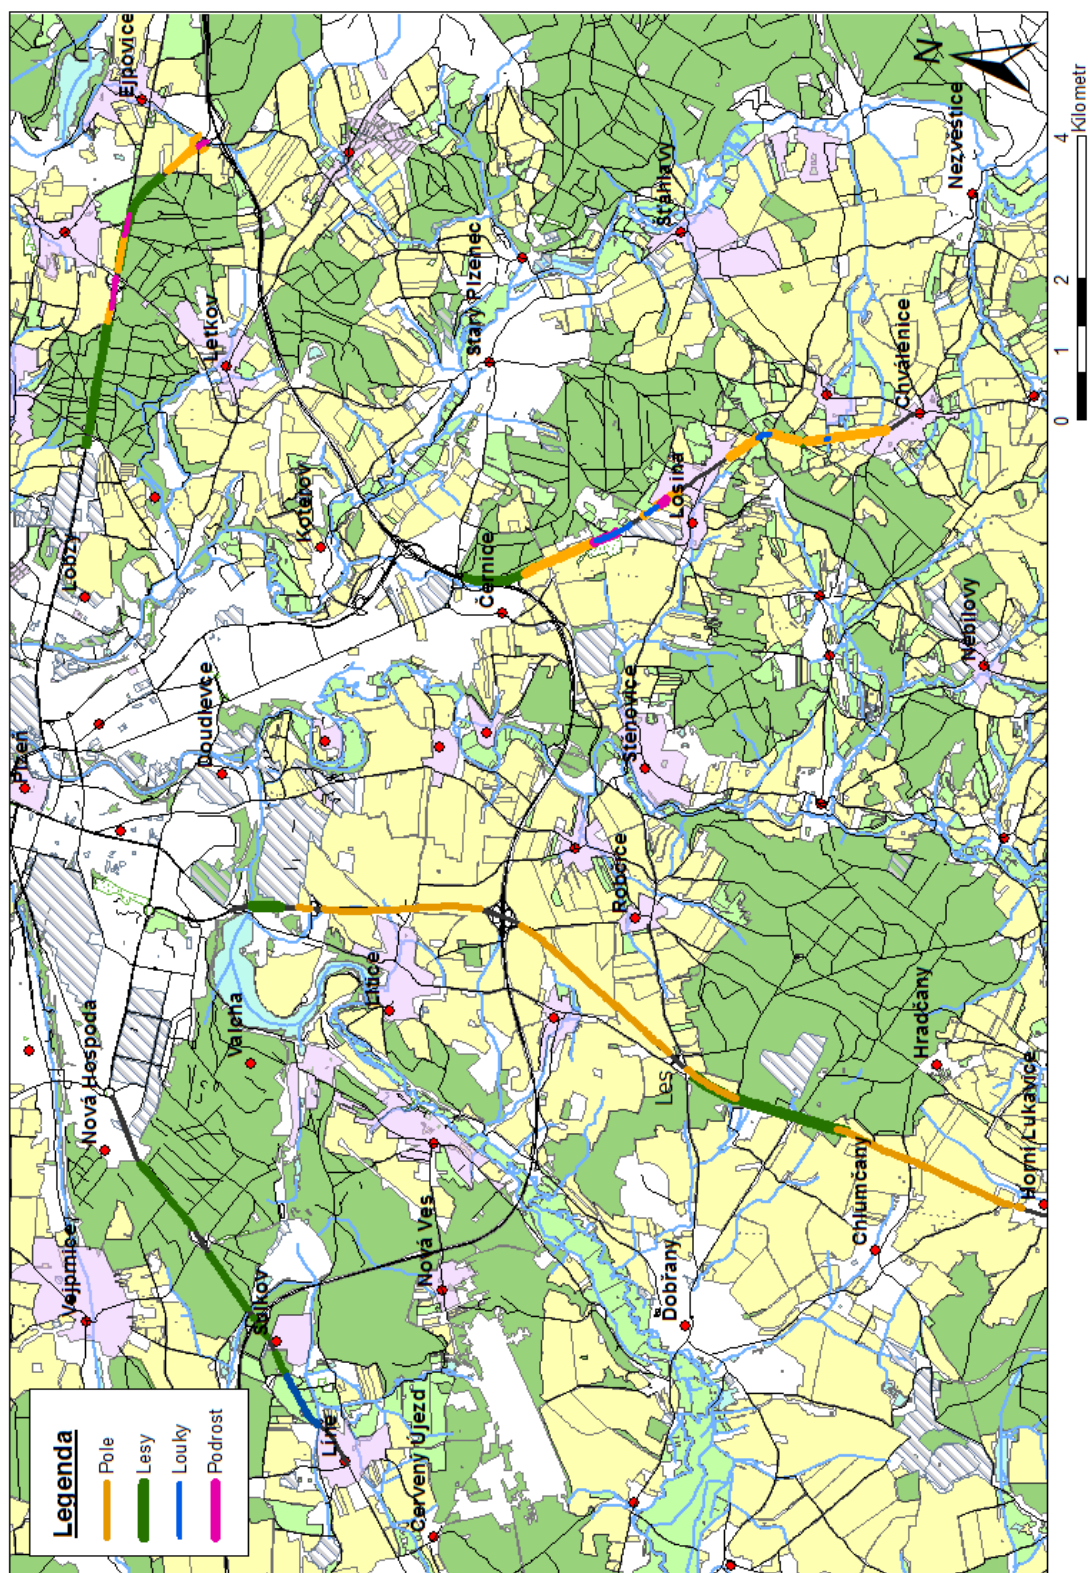 Legenda
Pole
Lesy
Louky
Podrost
Vejprnice
Nová Hospoda
Plzeň
Lobzy
Ejpovice
Sulkov
Valcha
Doudlevce
Koterov
Letkov
Líně
Litice
Červený Újezd
Nová Ves
Černice
Starý Plzenec
Dobřany
Les
Robčice
Štěnovice
Losiná
Šťáhlavy
Chlumčany
Hradčany
Horní Lukavice
Nebílovy
Chválenice
Nezvěstice
N
0 1 2 4
Kilometr